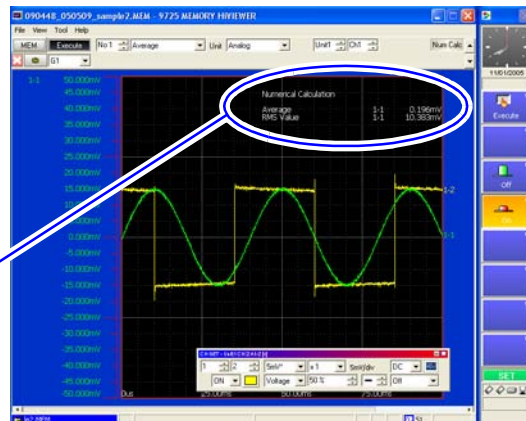 090448_050509_sample2.MEM - 9725 MEMORY HiVIEWER
File View Tool Help
MEM Execute No.1 Average Unit Analog Unit1 Ch1 Num Calc
G1
1-1
50.000mV
45.000mV
40.000mV
30.000mV
25.000mV
20.000mV
10.000mV
0.000mV
-5.000mV
-10.000mV
-15.000mV
-20.000mV
-25.000mV
-30.000mV
-35.000mV
-40.000mV
-45.000mV
-50.000mV
Numerical Calculation
Average 1-1 0.196mV
RMS Value 1-1 10.383mV
1-2
1-1
1 2 5mV* x1 5mV/div DC
ON Voltage 50 % Off
0us 25.00ms 50.00ms 75.00ms
11/01/2005
Execute
Off
On
SET